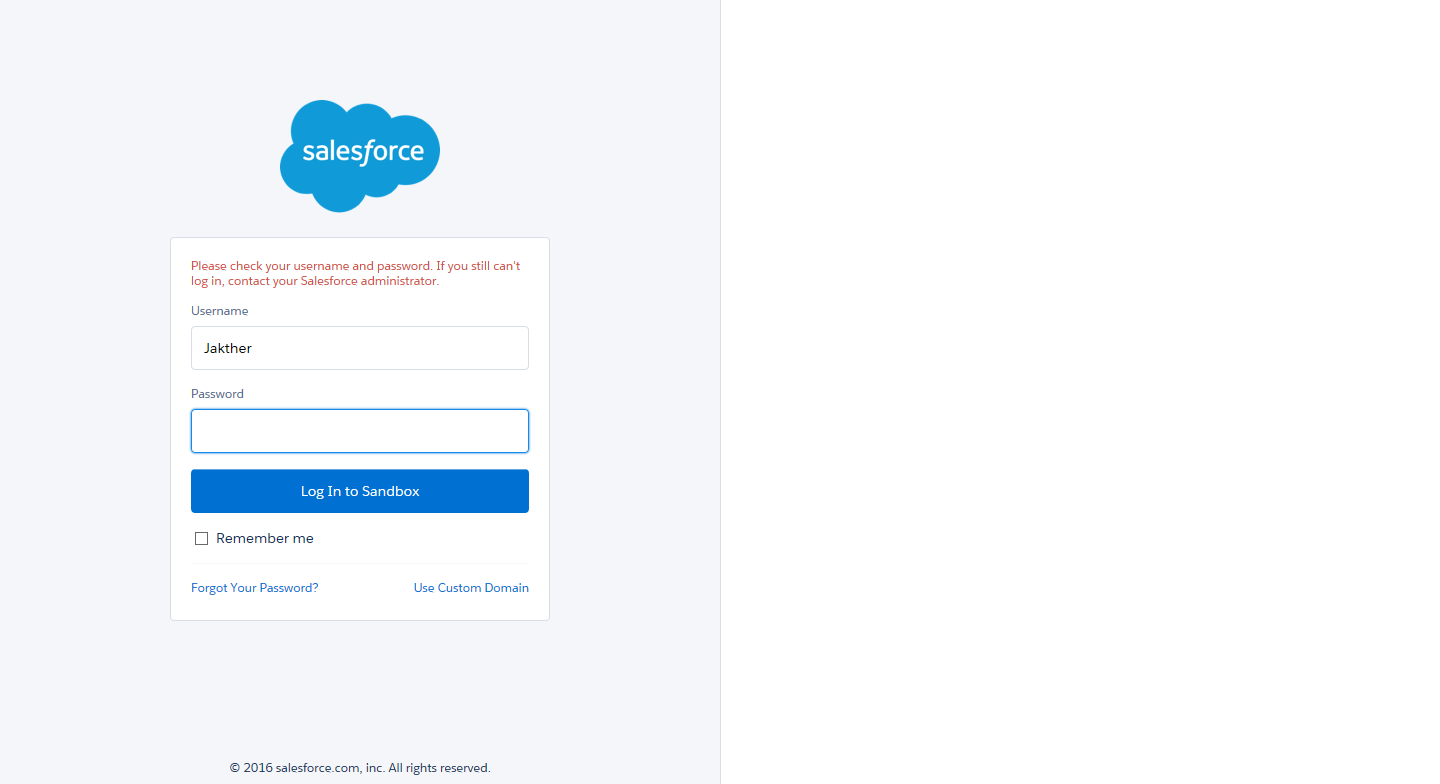 salesforce
Please check your username and password. If you still can't
log in, contact your Salesforce administrator.
Username
Jakther
Password
Log In to Sandbox
Remember me
Forgot Your Password?
Use Custom Domain
© 2016 salesforce.com, inc. All rights reserved.